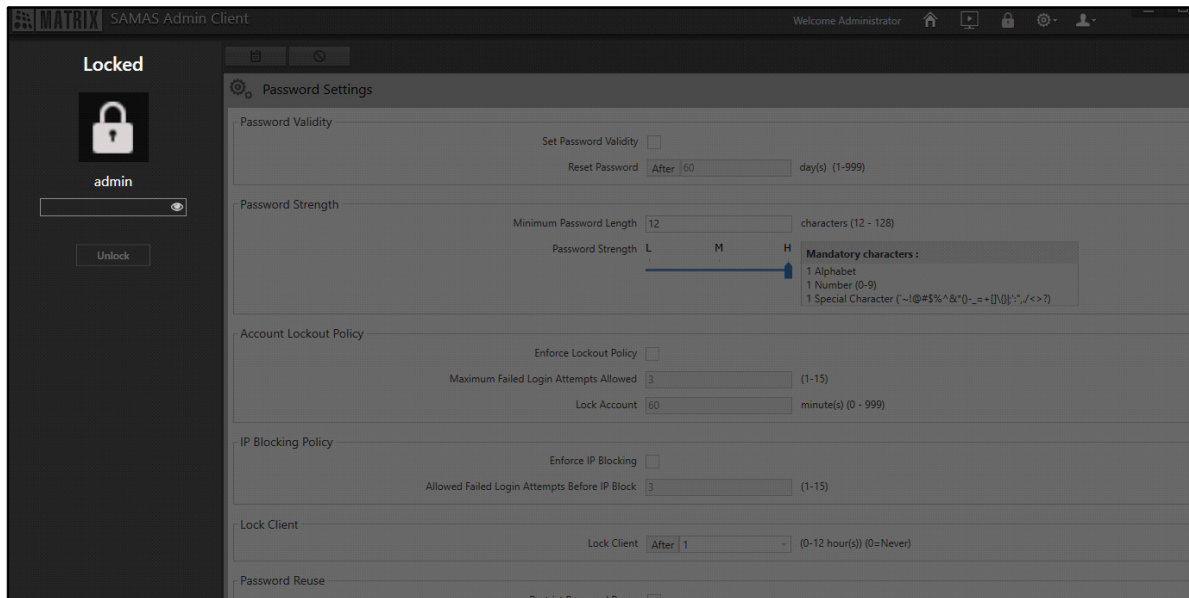 MATRIX SAMAS Admin Client
Welcome Administrator
Locked
admin
Unlock
Password Settings
Password Validity
Set Password Validity
Reset Password After 60 day(s) (1-999)
Password Strength
Minimum Password Length 12 characters (12 - 128)
Password Strength L M H
Mandatory characters :
1 Alphabet
1 Number (0-9)
1 Special Character (`~!@#$%^&*()-_=+[]\{}|;':",./<>?)
Account Lockout Policy
Enforce Lockout Policy
Maximum Failed Login Attempts Allowed 3 (1-15)
Lock Account 60 minute(s) (0 - 999)
IP Blocking Policy
Enforce IP Blocking
Allowed Failed Login Attempts Before IP Block 3 (1-15)
Lock Client
Lock Client After 1 (0-12 hour(s)) (0=Never)
Password Reuse